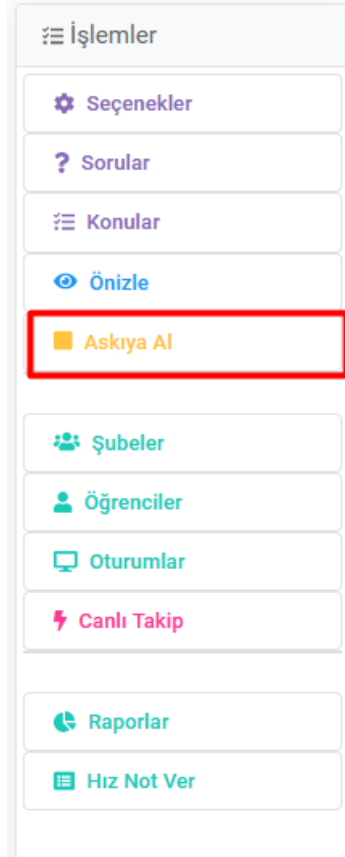 İşlemler
Seçenekler
Sorular
Konular
Önizle
Askıya Al
Şubeler
Öğrenciler
Oturumlar
Canlı Takip
Raporlar
Hız Not Ver